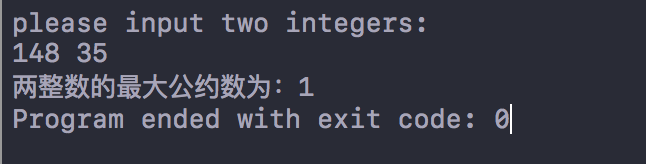 please input two integers:
148 35
两整数的最大公约数为：1
Program ended with exit code: 0